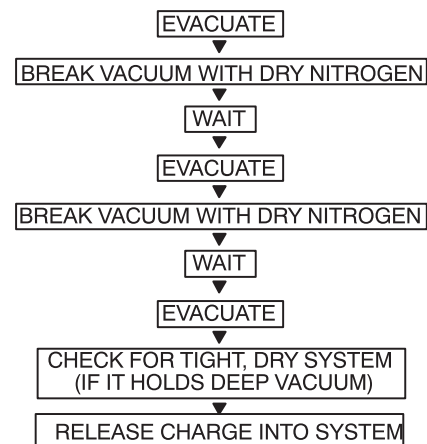 EVACUATE
BREAK VACUUM WITH DRY NITROGEN
WAIT
EVACUATE
BREAK VACUUM WITH DRY NITROGEN
WAIT
EVACUATE
CHECK FOR TIGHT, DRY SYSTEM
(IF IT HOLDS DEEP VACUUM)
RELEASE CHARGE INTO SYSTEM